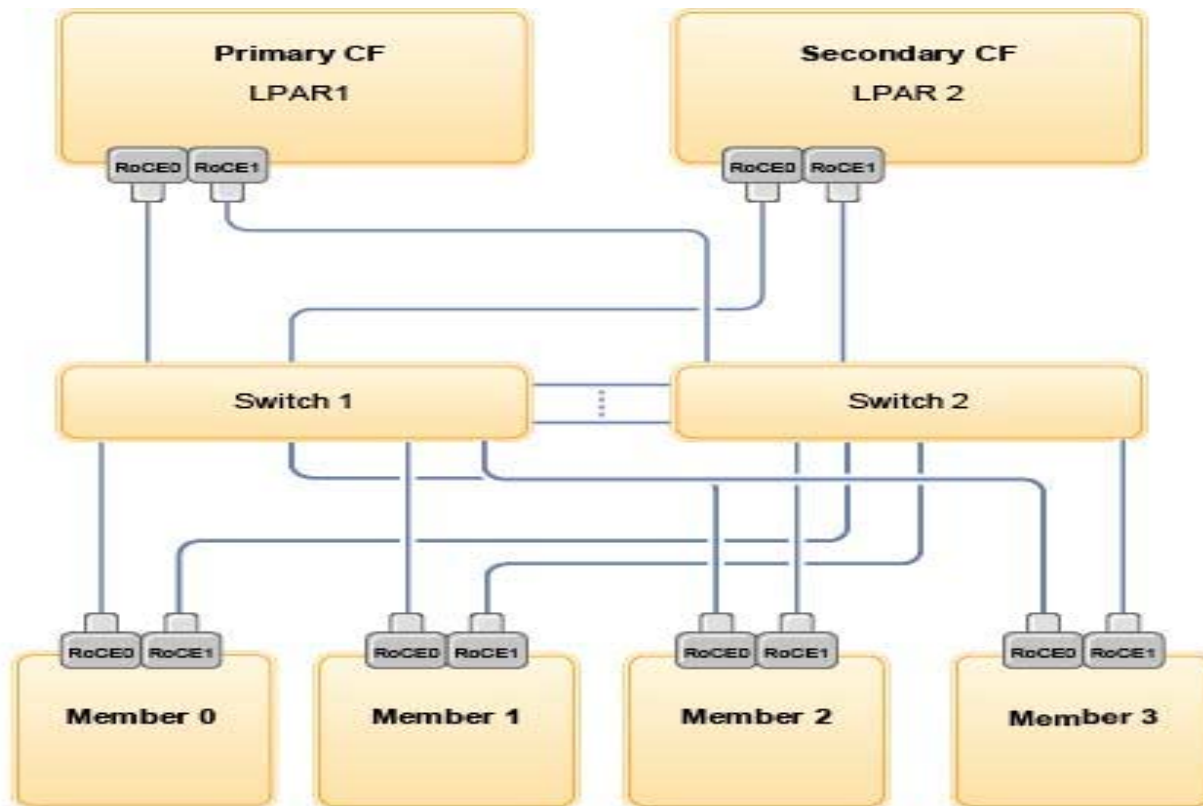 Primary CF
LPAR1
Secondary CF
LPAR 2
RoCE0 RoCE1
RoCE0 RoCE1
Switch 1
Switch 2
RoCE0 RoCE1
RoCE0 RoCE1
RoCE0 RoCE1
RoCE0 RoCE1
Member 0
Member 1
Member 2
Member 3